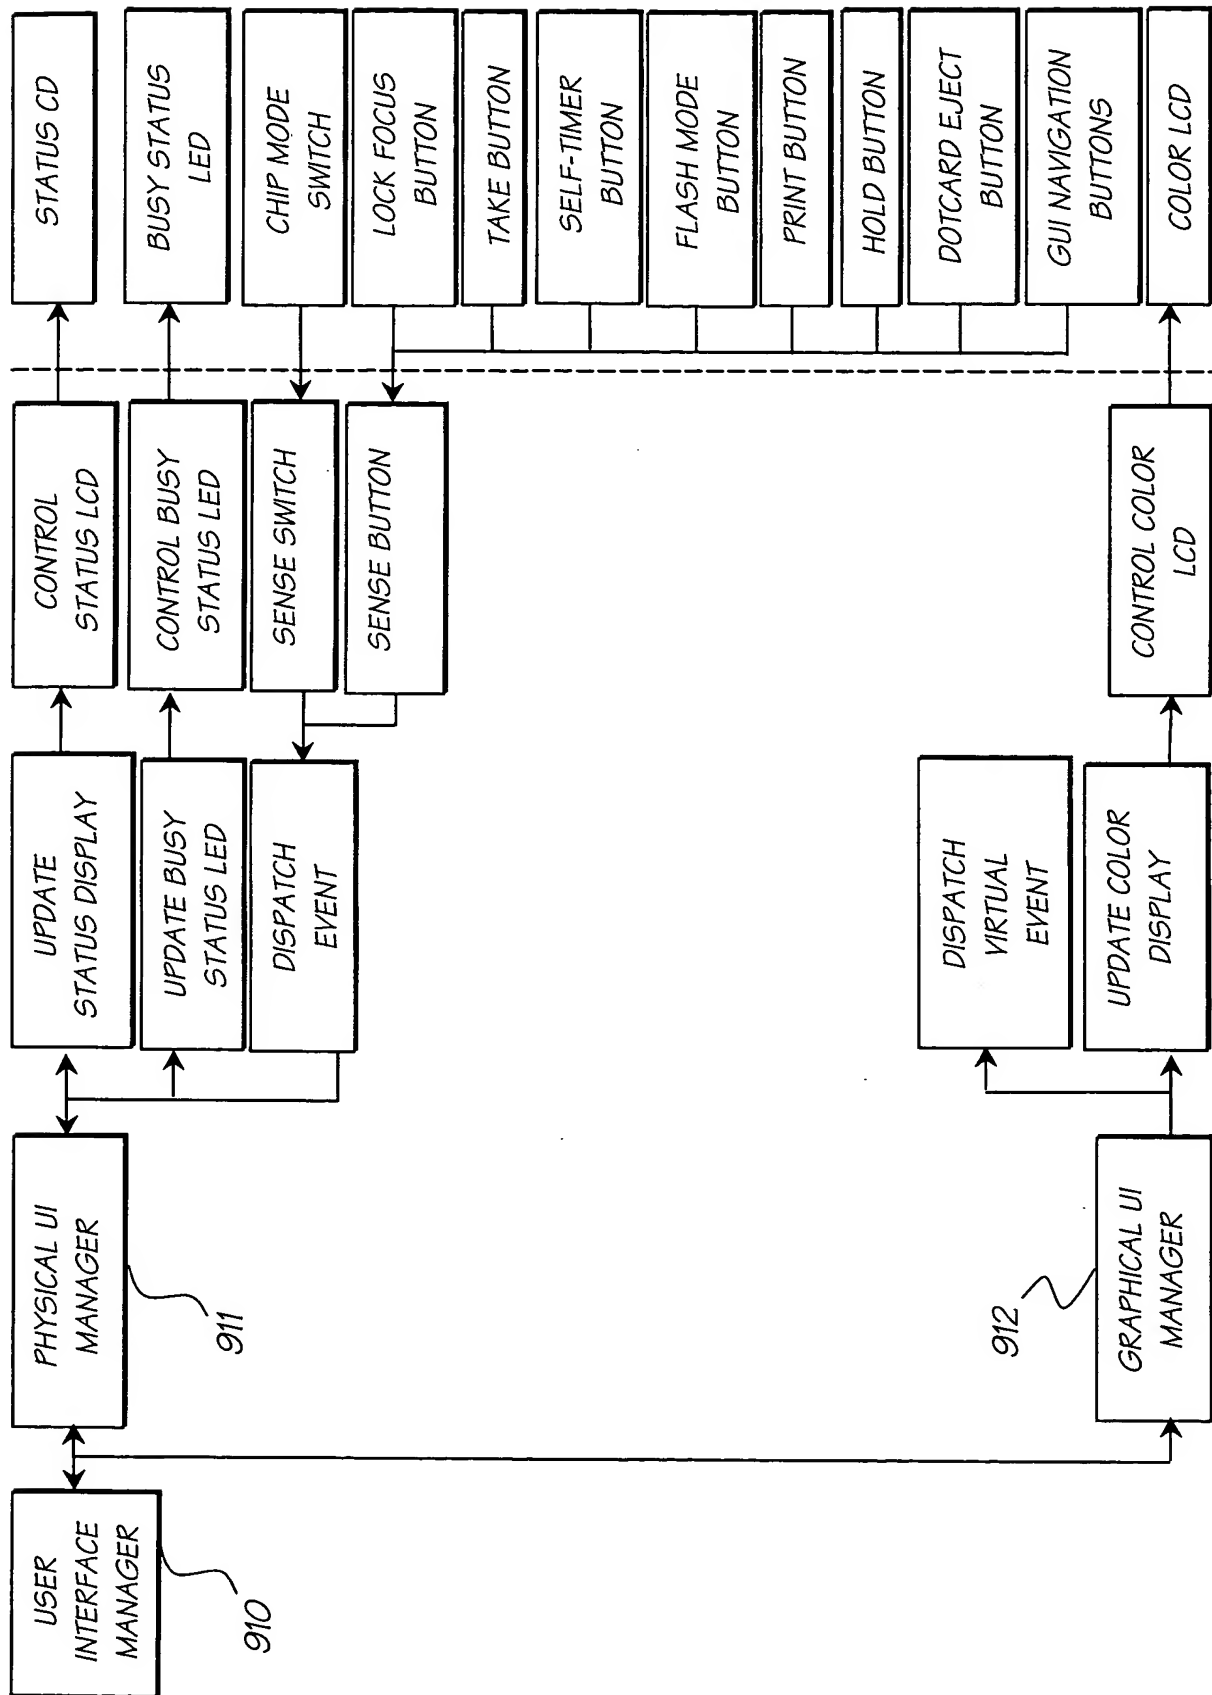 USER
INTERFACE
MANAGER
910
PHYSICAL UI
MANAGER
911
GRAPHICAL UI
MANAGER
912
UPDATE
STATUS DISPLAY
UPDATE BUSY
STATUS LED
DISPATCH
EVENT
DISPATCH
VIRTUAL
EVENT
UPDATE COLOR
DISPLAY
CONTROL
STATUS LCD
CONTROL BUSY
STATUS LED
SENSE SWITCH
SENSE BUTTON
CONTROL COLOR
LCD
STATUS CD
BUSY STATUS
LED
CHIP MODE
SWITCH
LOCK FOCUS
BUTTON
TAKE BUTTON
SELF-TIMER
BUTTON
FLASH MODE
BUTTON
PRINT BUTTON
HOLD BUTTON
DOTCARD EJECT
BUTTON
GUI NAVIGATION
BUTTONS
COLOR LCD